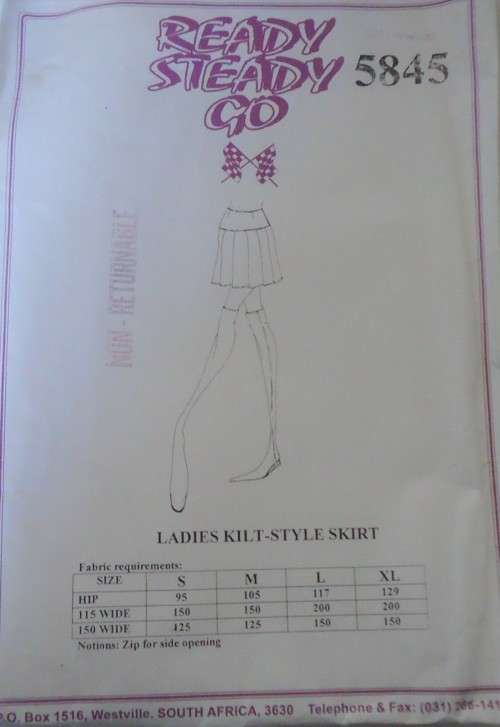 READY
STEADY 5845
GO
NON - RETURNABLE
LADIES KILT-STYLE SKIRT
Fabric requirements:
SIZE S M L XL
HIP 95 105 117 129
115 WIDE 150 150 200 200
150 WIDE 125 125 150 150
Notions: Zip for side opening
P.O. Box 1516, Westville. SOUTH AFRICA, 3630 Telephone & Fax: (031)